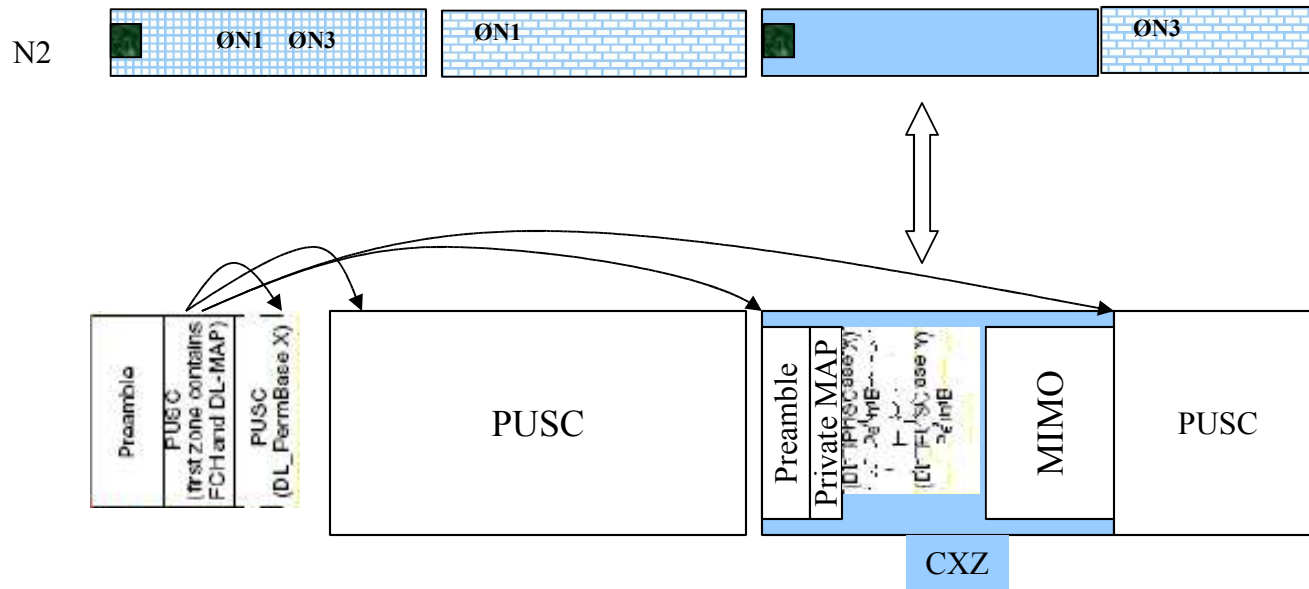 N2
ØN1 ØN3
ØN1
ØN3
Preamble
PUSC
(first Zone contains
FCH and DL-MAP)
PUSC
(DL_PermBase X)
PUSC
Preamble
Private MAP
MIMO
PUSC
CXZ